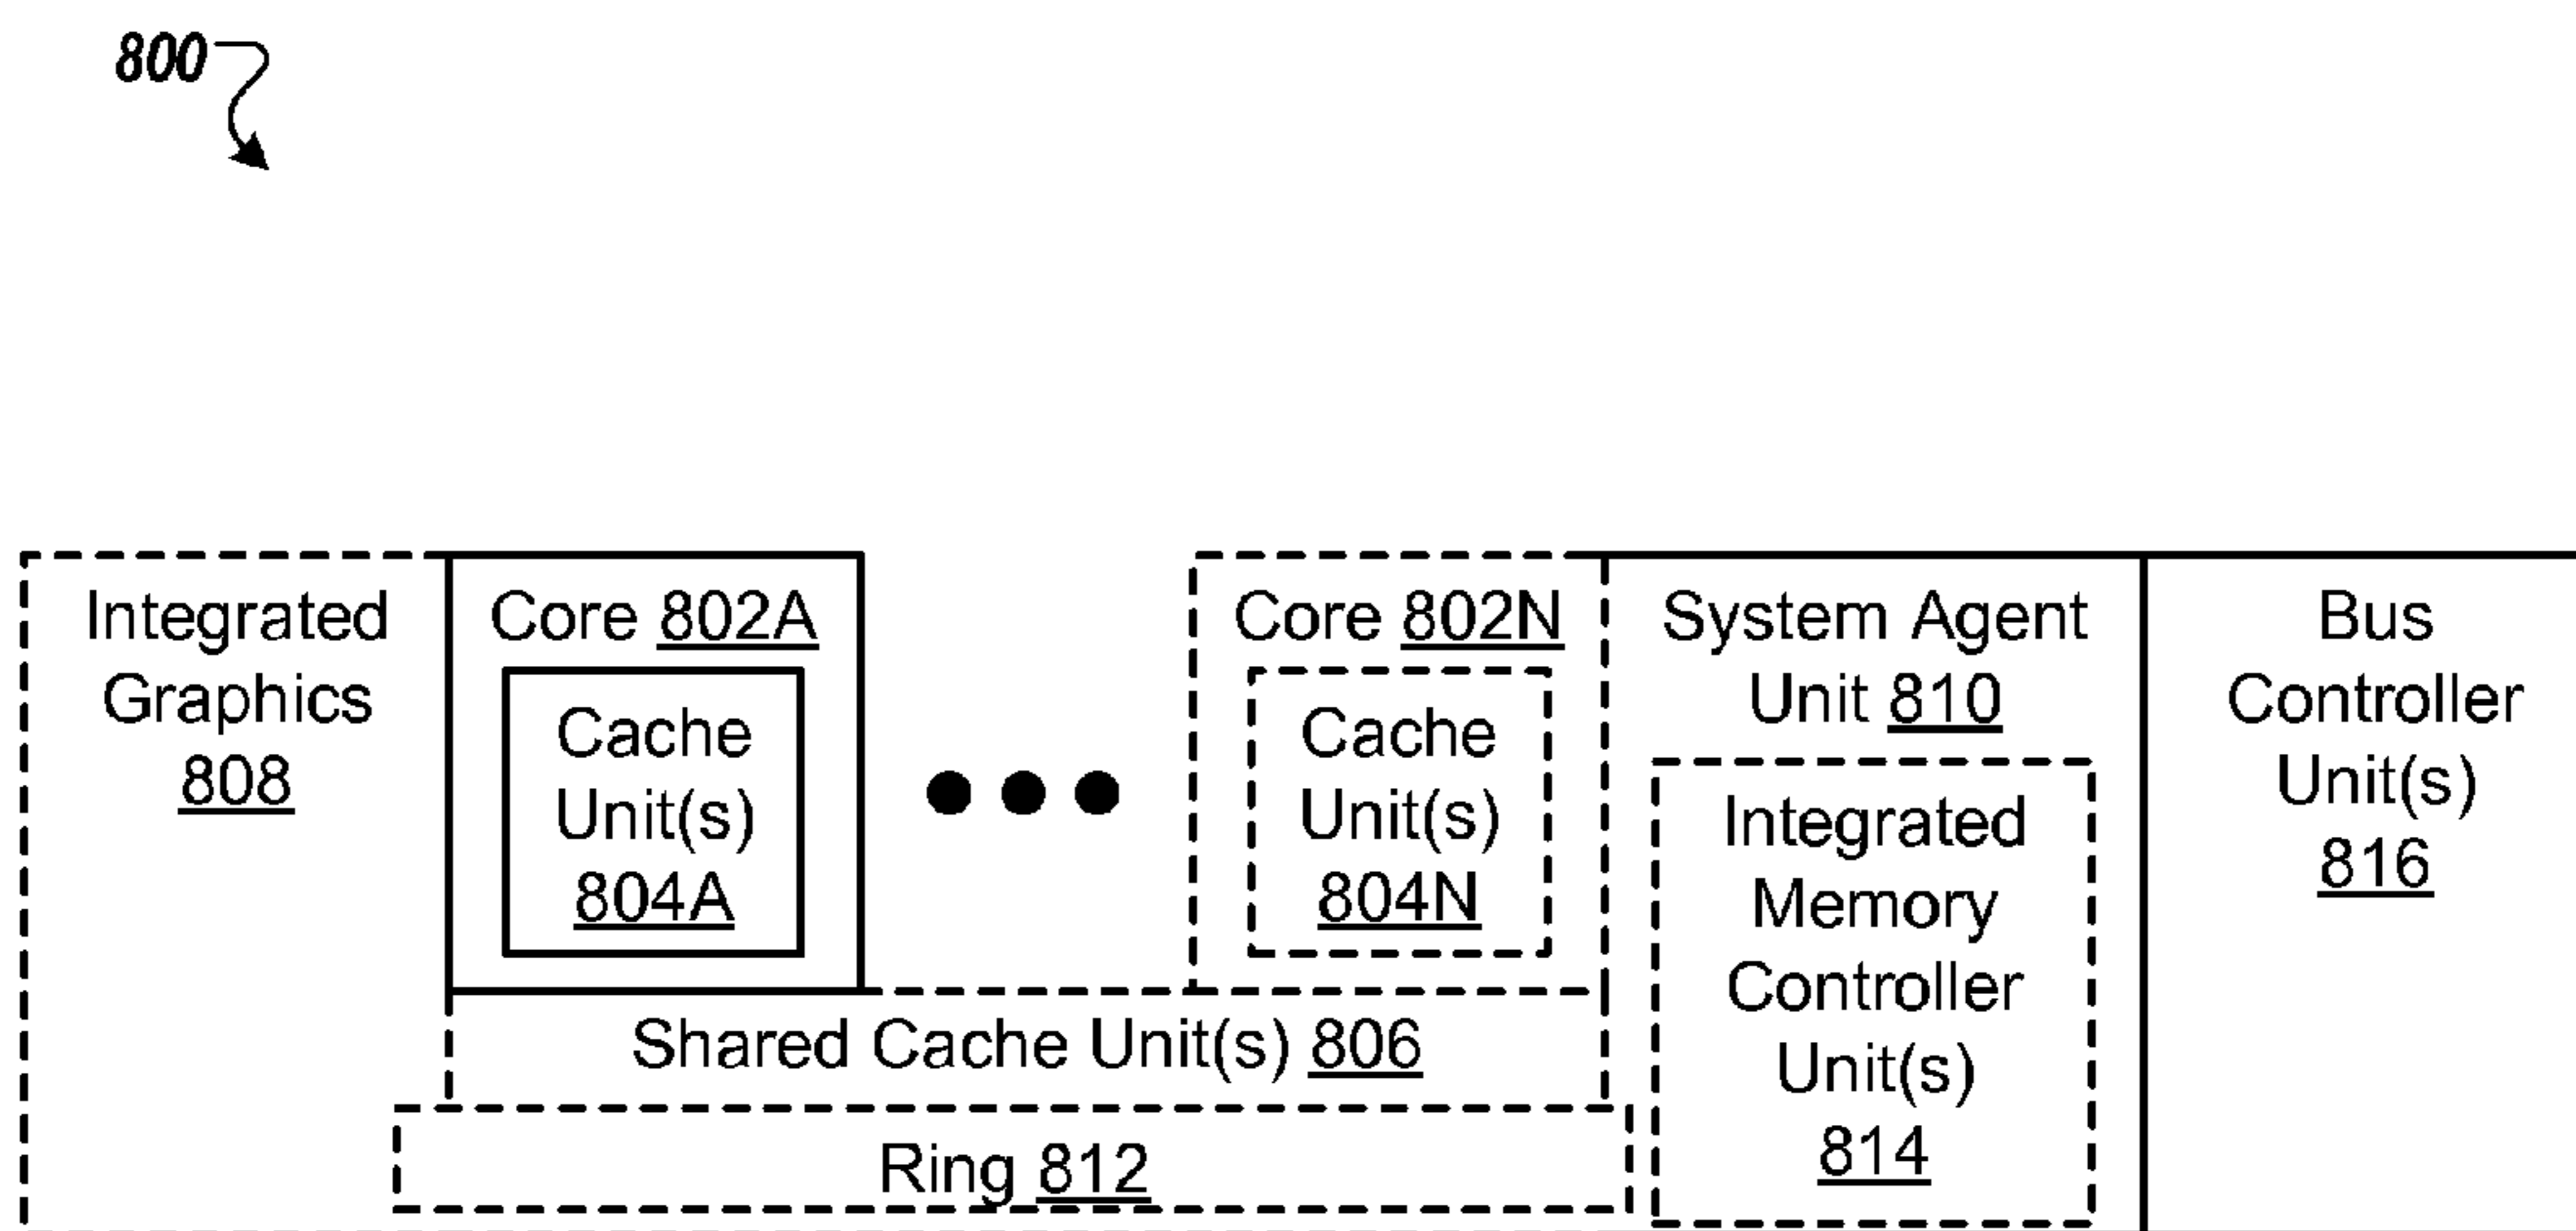 800
Integrated
Graphics
808
Core 802A
Cache
Unit(s)
804A
Core 802N
Cache
Unit(s)
804N
System Agent
Unit 810
Integrated
Memory
Controller
Unit(s)
814
Bus
Controller
Unit(s)
816
Shared Cache Unit(s) 806
Ring 812